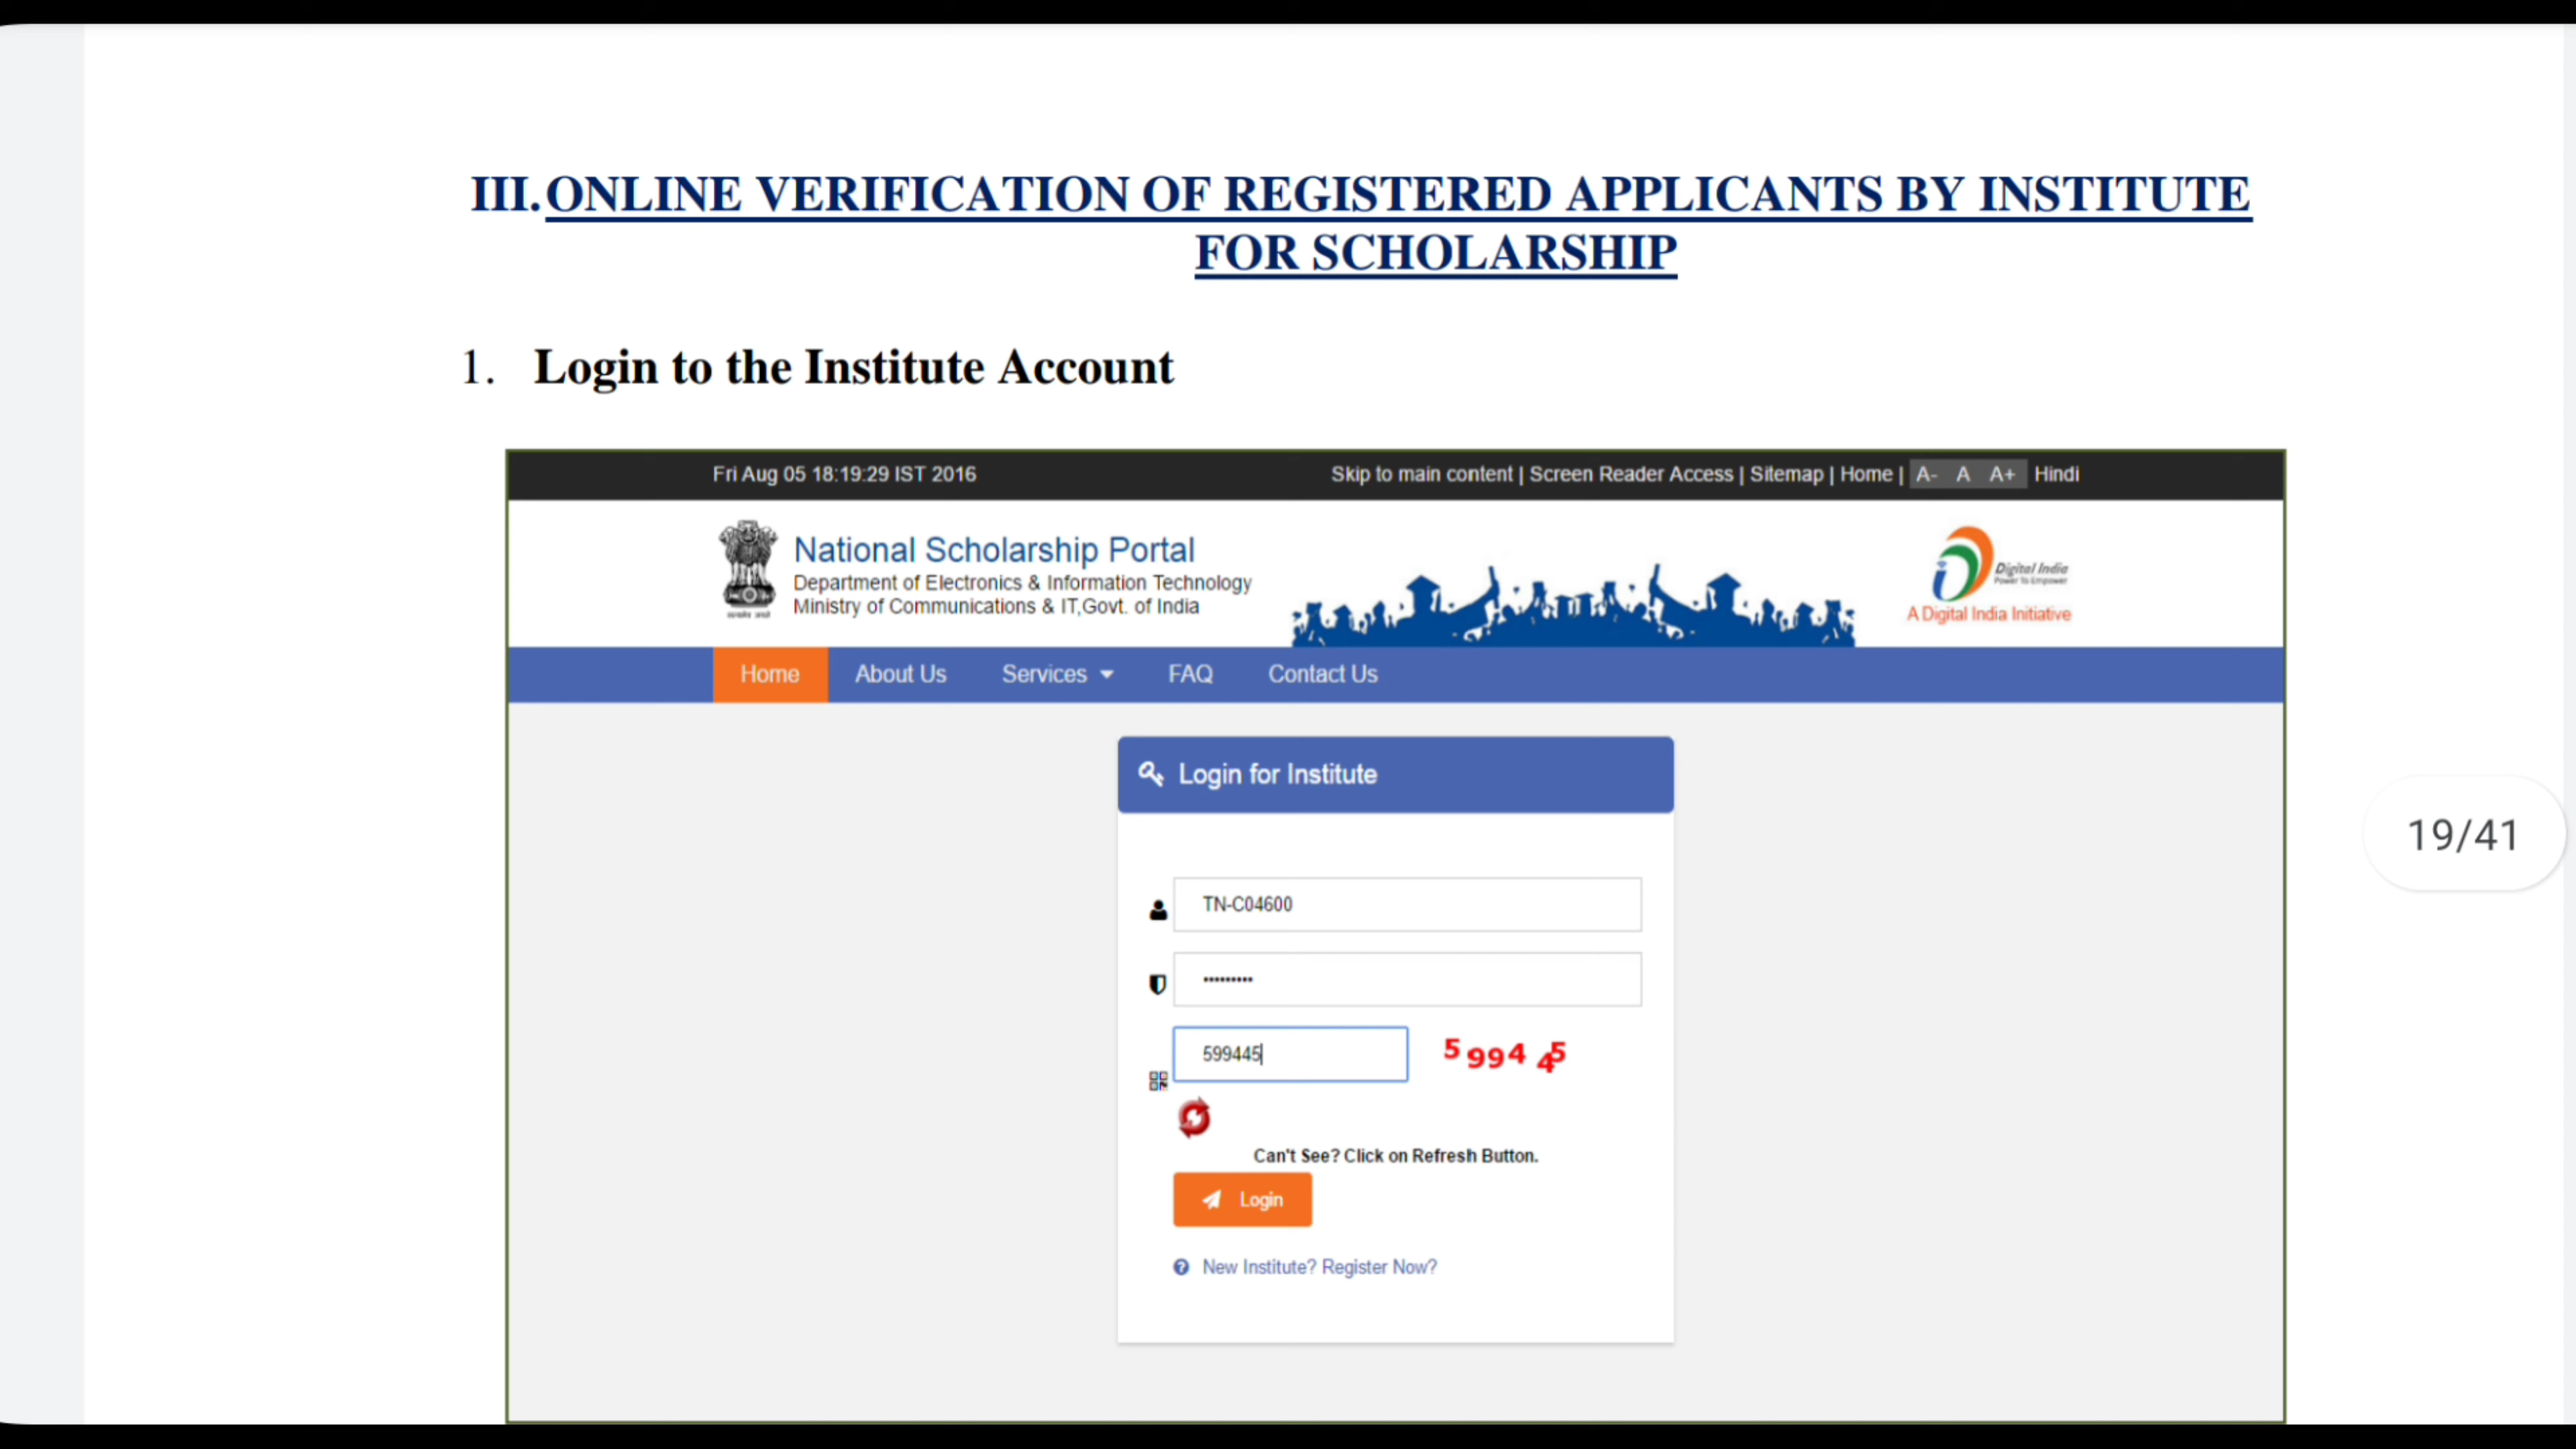 III. ONLINE VERIFICATION OF REGISTERED APPLICANTS BY INSTITUTE
FOR SCHOLARSHIP
1. Login to the Institute Account
Fri Aug 05 18:19:29 IST 2016
Skip to main content | Screen Reader Access | Sitemap | Home | A- A A+ Hindi
National Scholarship Portal
Department of Electronics & Information Technology
Ministry of Communications & IT,Govt. of India
Digital India
Power To Empower
A Digital India Initiative
Home About Us Services FAQ Contact Us
Login for Institute
19/41
TN-C04600
•••••••••
599445
599445
Can't See? Click on Refresh Button.
Login
New Institute? Register Now?